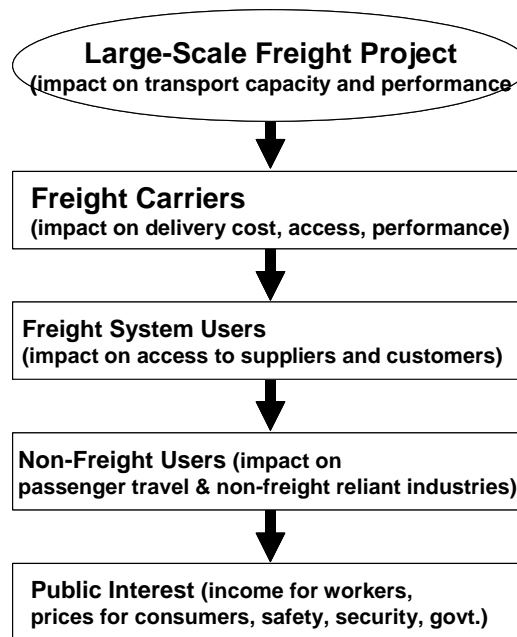 Large-Scale Freight Project
(impact on transport capacity and performance
Freight Carriers
(impact on delivery cost, access, performance)
Freight System Users
(impact on access to suppliers and customers)
Non-Freight Users (impact on
passenger travel & non-freight reliant industries)
Public Interest (income for workers,
prices for consumers, safety, security, govt.)